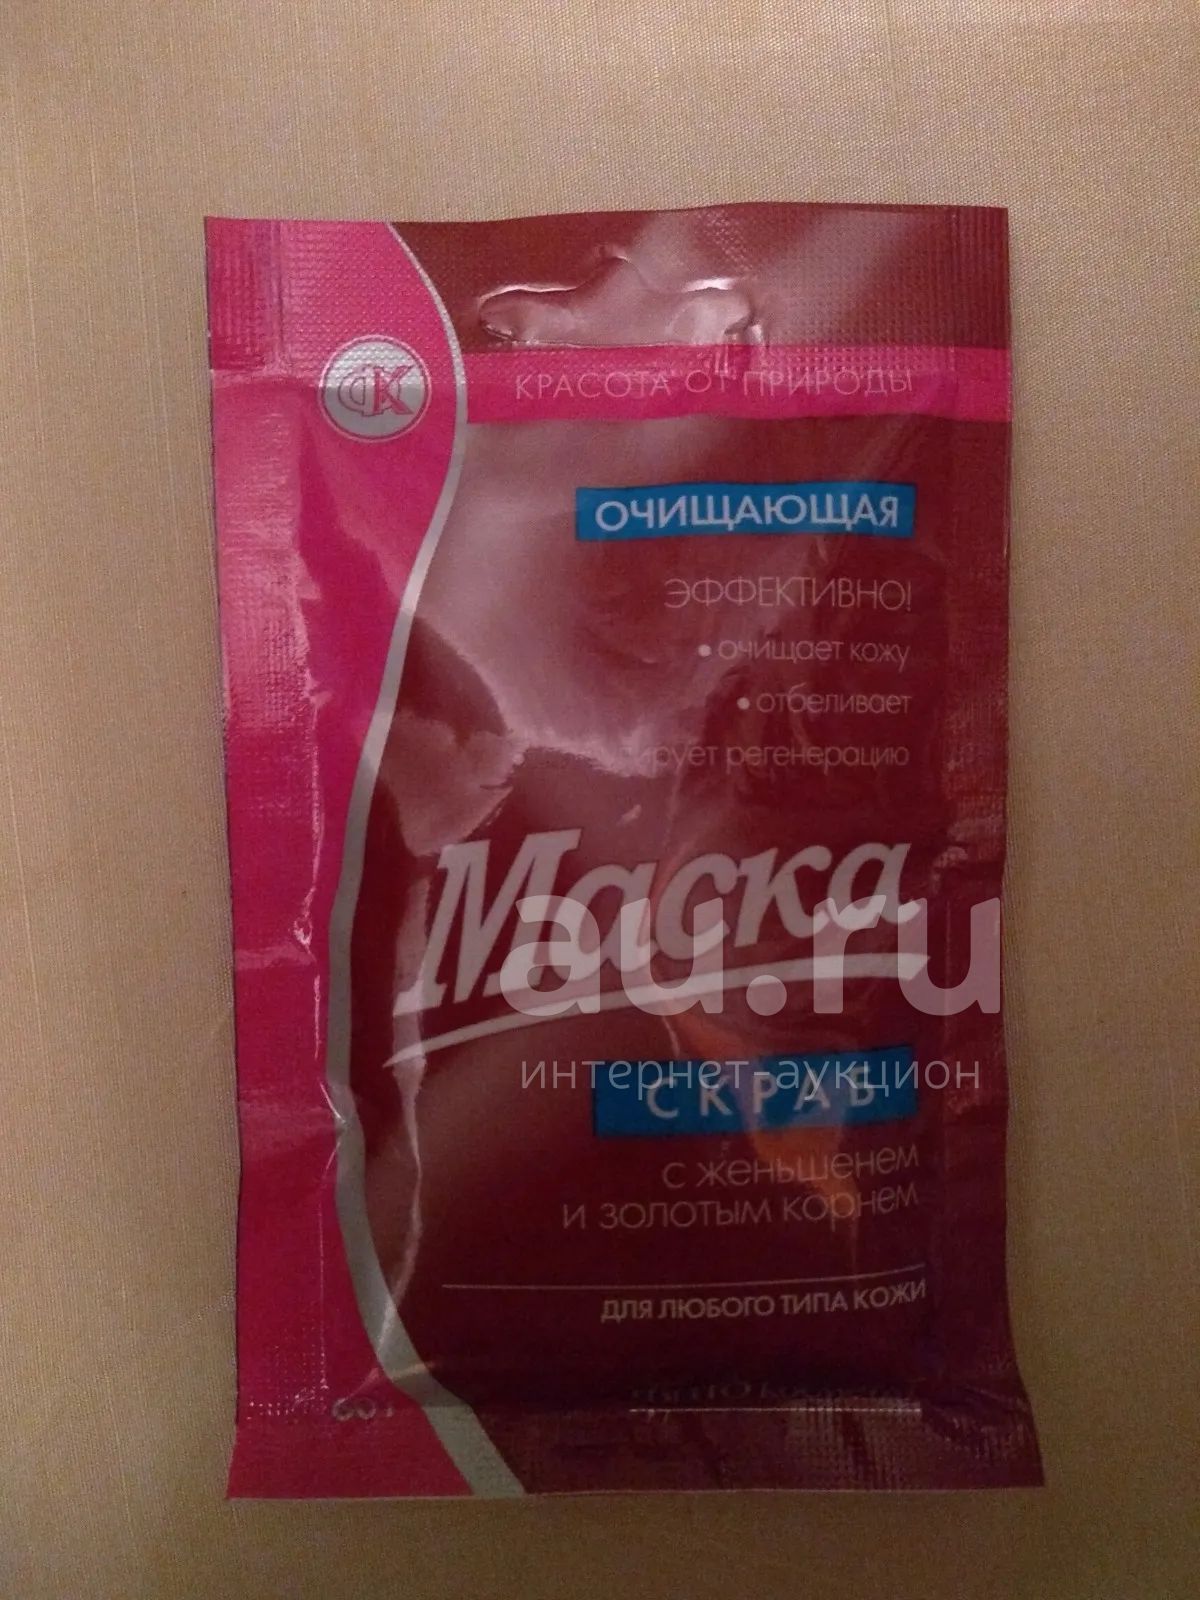 ФК
КРАСОТА ОТ ПРИРОДЫ
ОЧИЩАЮЩАЯ
ЭФФЕКТИВНО!
• очищает кожу
• отбеливает
регенерацию
Маска
au.ru
интернет-аукцион
СКРАБ
С ЖЕНЬШЕНЕМ
И ЗОЛОТЫМ КОРНЕМ
ДЛЯ ЛЮБОГО ТИПА КОЖИ
60 г